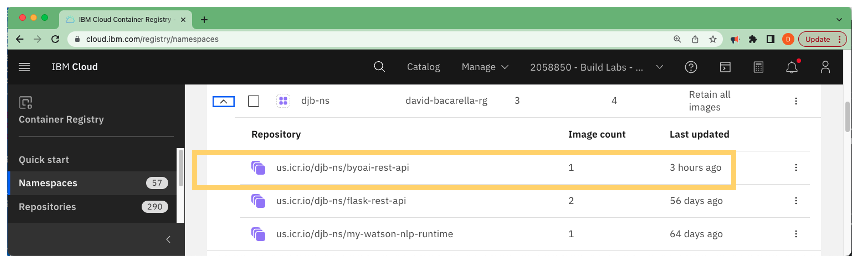 IBM Cloud Container Registry
cloud.ibm.com/registry/namespaces
D
Update
IBM Cloud
Catalog
Manage
2058850 - Build Labs - ...
Container Registry
Quick start
Namespaces 57
Repositories 290
djb-ns david-bacarella-rg 3 4 Retain all images
Repository Image count Last updated
us.icr.io/djb-ns/byoai-rest-api 1 3 hours ago
us.icr.io/djb-ns/flask-rest-api 2 56 days ago
us.icr.io/djb-ns/my-watson-nlp-runtime 1 64 days ago